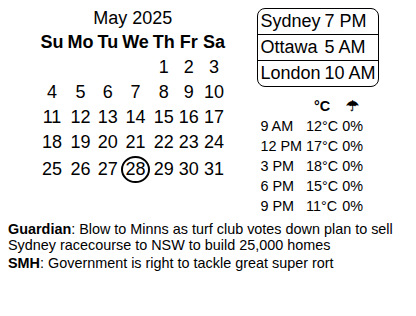 May 2025
Su Mo Tu We Th Fr Sa
1 2 3
4 5 6 7 8 9 10
11 12 13 14 15 16 17
18 19 20 21 22 23 24
25 26 27 28 29 30 31
Sydney 7 PM
Ottawa 5 AM
London 10 AM
°C ☂
9 AM 12°C 0%
12 PM 17°C 0%
3 PM 18°C 0%
6 PM 15°C 0%
9 PM 11°C 0%
Guardian: Blow to Minns as turf club votes down plan to sell
Sydney racecourse to NSW to build 25,000 homes
SMH: Government is right to tackle great super rort